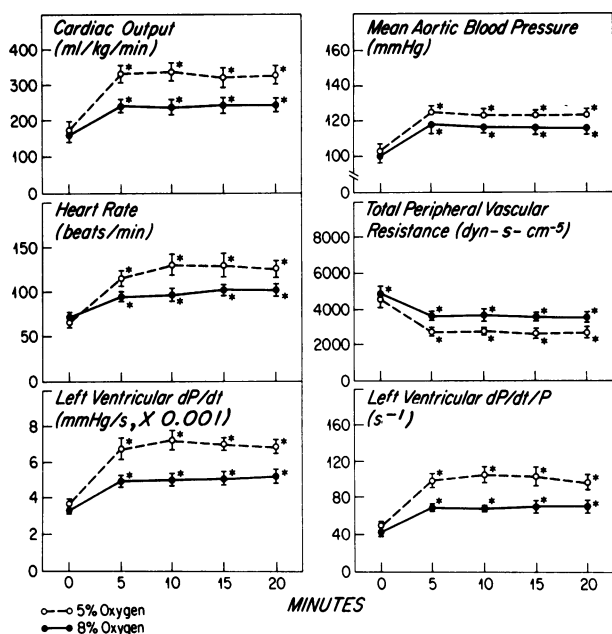 Cardiac Output
(ml/kg/min)
400
300
200
100
0
Mean Aortic Blood Pressure
(mmHg)
160
140
120
100
0
Heart Rate
(beats/min)
150
100
50
0
Total Peripheral Vascular
Resistance (dyn-s-cm-5)
8000
6000
4000
2000
0
Left Ventricular dP/dt
(mmHg/s, X 0.001)
8
6
4
2
0 5 10 15 20
Left Ventricular dP/dt/P
(s-1)
160
120
80
40
0
0 5 10 15 20
MINUTES
5% Oxygen
8% Oxygen